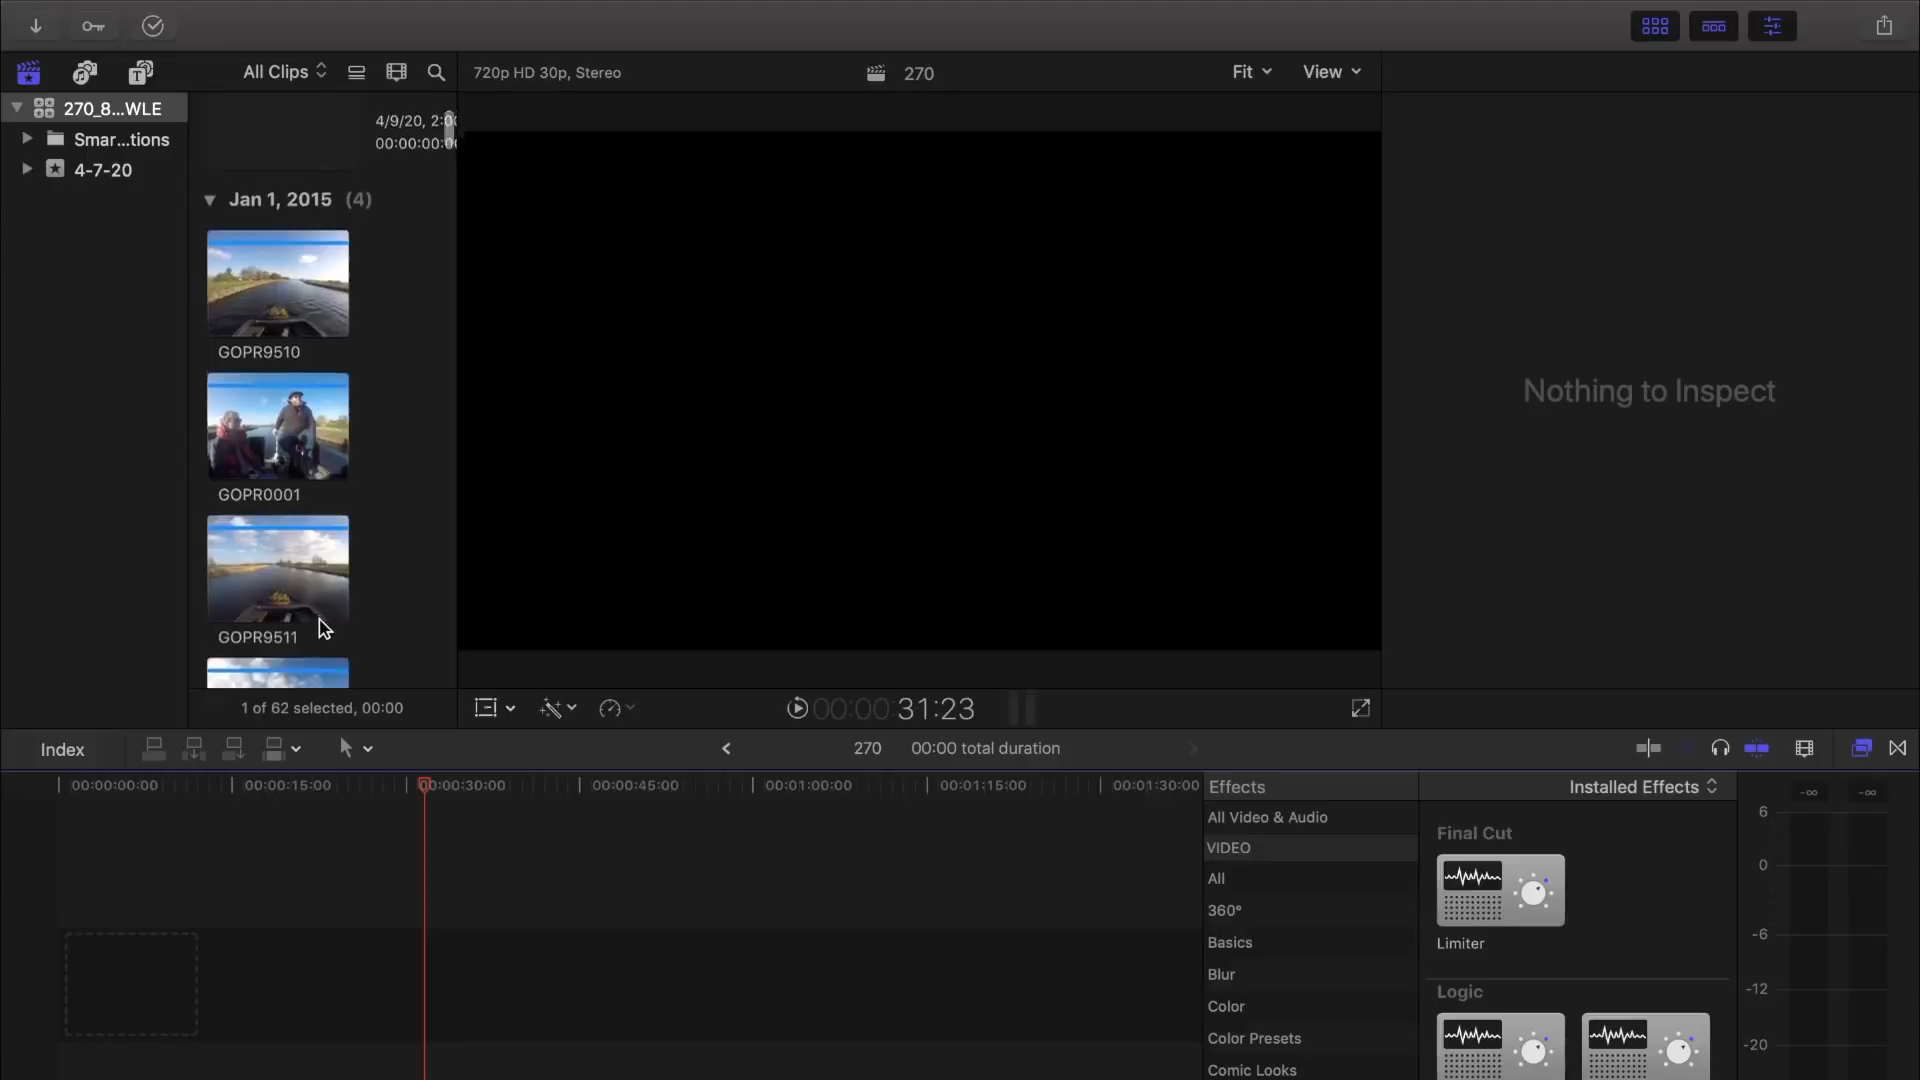 All Clips
720p HD 30p, Stereo
270
Fit
View
270_8...WLE
Smar...tions
4-7-20
4/9/20, 2:0
00:00:00:0
Jan 1, 2015 (4)
GOPR9510
GOPR0001
GOPR9511
Nothing to Inspect
1 of 62 selected, 00:00
00:00:31:23
Index
270
00:00 total duration
00:00:00:00
00:00:15:00
00:00:30:00
00:00:45:00
00:01:00:00
00:01:15:00
00:01:30:00
Effects
Installed Effects
All Video & Audio
VIDEO
All
360°
Basics
Blur
Color
Color Presets
Comic Looks
Final Cut
Limiter
Logic
-∞
-∞
6
0
-6
-12
-20